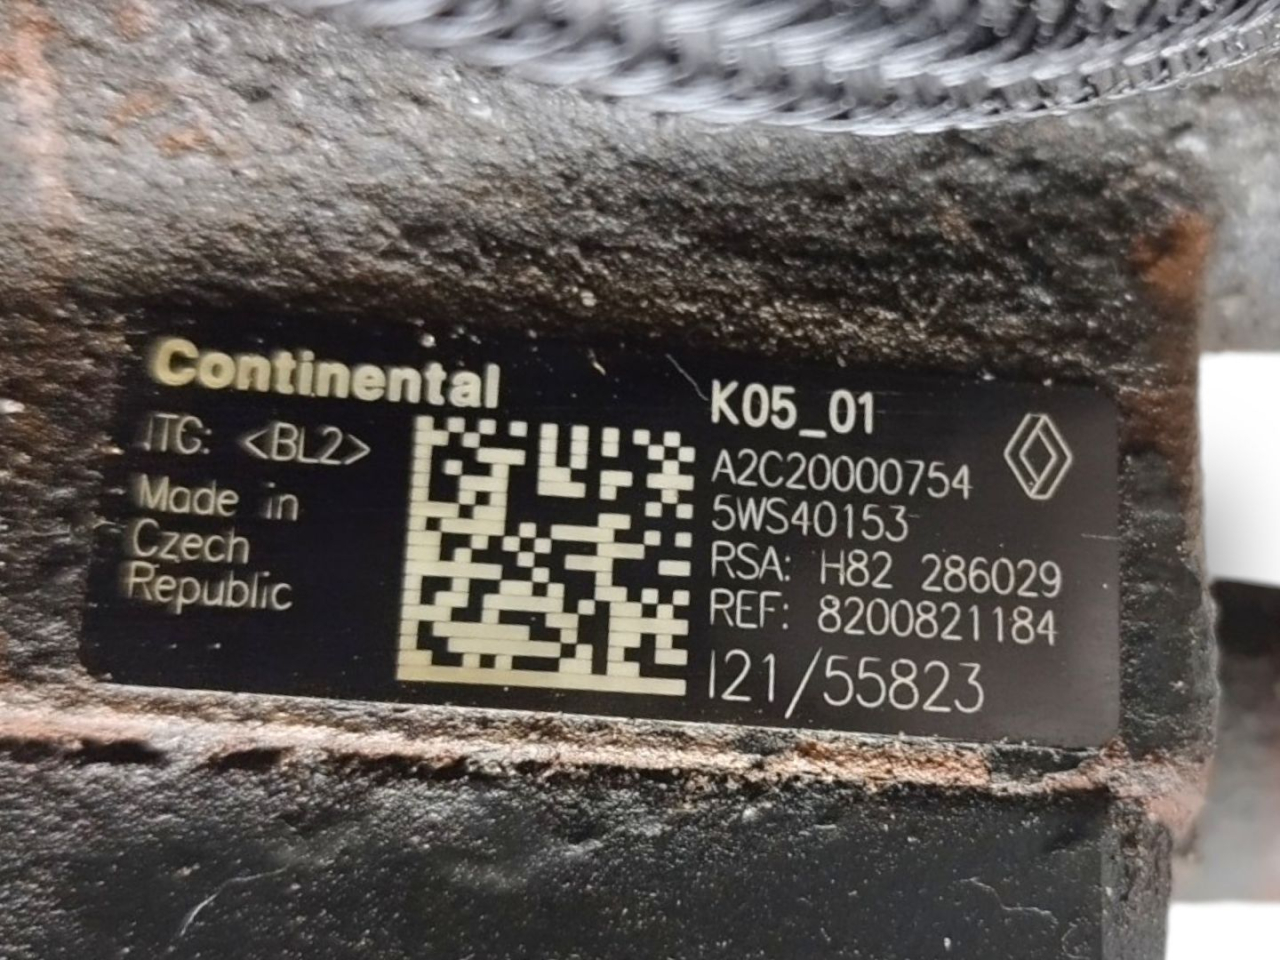 Continental
ITC: <BL2>
Made in
Czech
Republic
K05_01
A2C20000754
5WS40153
RSA: H82 286029
REF: 8200821184
I21/55823